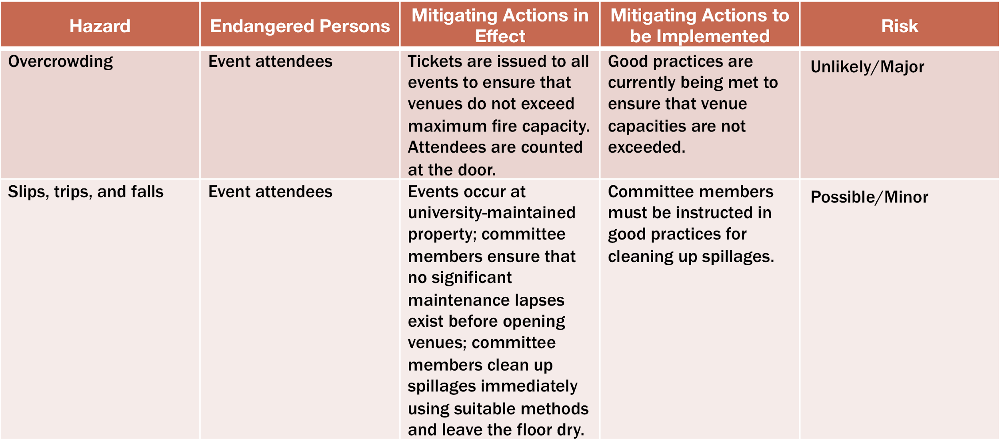 Hazard
Endangered Persons
Mitigating Actions in
Effect
Mitigating Actions to
be Implemented
Risk
Overcrowding
Event attendees
Tickets are issued to all
events to ensure that
venues do not exceed
maximum fire capacity.
Attendees are counted
at the door.
Good practices are
currently being met to
ensure that venue
capacities are not
exceeded.
Unlikely/Major
Slips, trips, and falls
Event attendees
Events occur at
university-maintained
property; committee
members ensure that
no significant
maintenance lapses
exist before opening
venues; committee
members clean up
spillages immediately
using suitable methods
and leave the floor dry.
Committee members
must be instructed in
good practices for
cleaning up spillages.
Possible/Minor